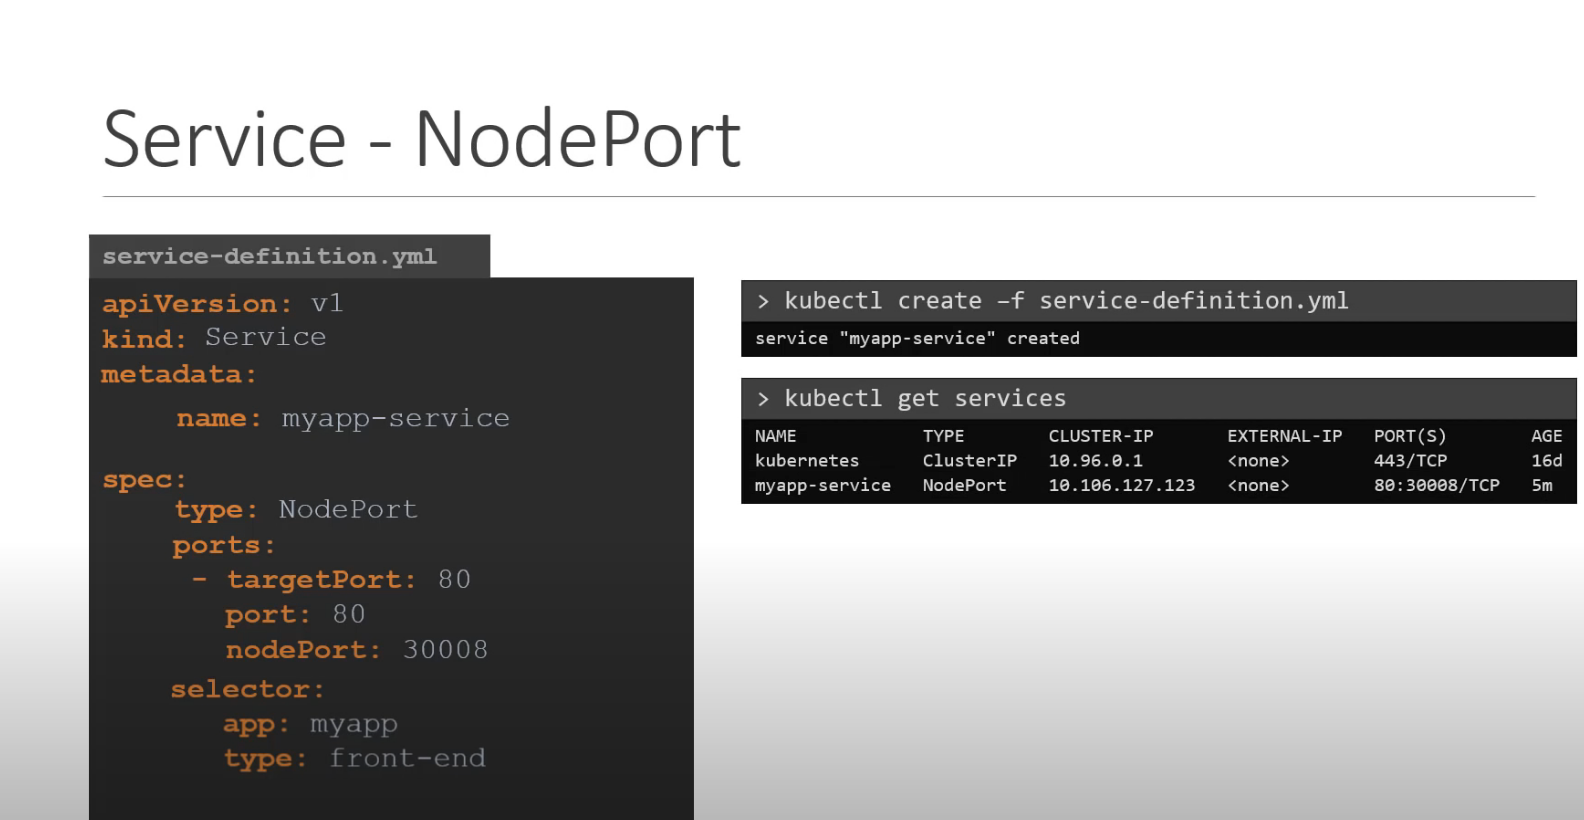 Service - NodePort
service-definition.yml
apiVersion: v1
kind: Service
metadata:
name: myapp-service
spec:
type: NodePort
ports:
- targetPort: 80
port: 80
nodePort: 30008
selector:
app: myapp
type: front-end
> kubectl create –f service-definition.yml
service "myapp-service" created
> kubectl get services
NAME TYPE CLUSTER-IP EXTERNAL-IP PORT(S) AGE
kubernetes ClusterIP 10.96.0.1 <none> 443/TCP 16d
myapp-service NodePort 10.106.127.123 <none> 80:30008/TCP 5m